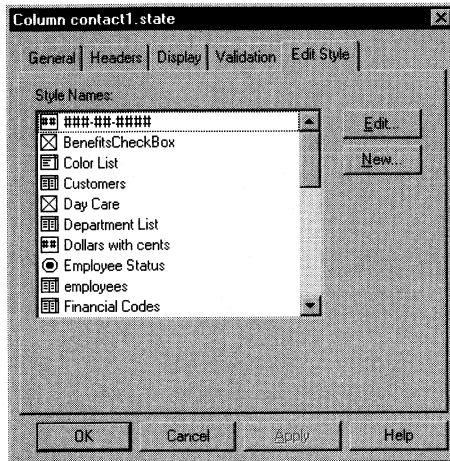 Column contact1.state
General Headers Display Validation Edit Style
Style Names:
###-##-####
Edit...
BenefitsCheckBox
Color List
New...
Customers
Day Care
Department List
Dollars with cents
Employee Status
employees
Financial Codes
OK Cancel Apply Help